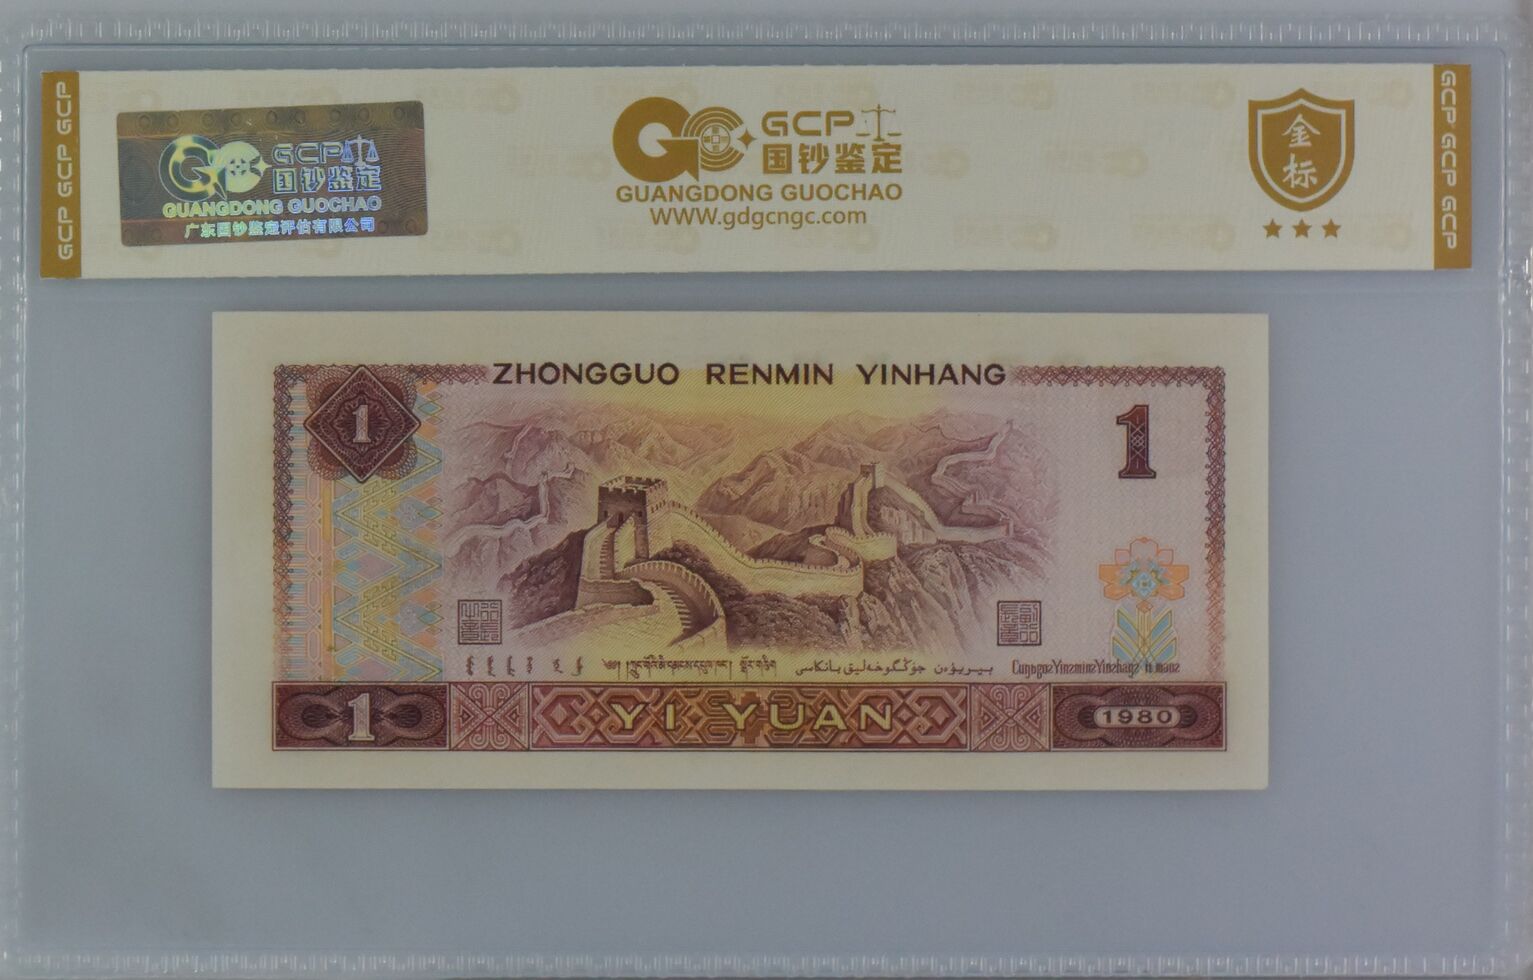 GCP GCP GCP
GCP
国钞鉴定
GUANGDONG GUOCHAO
广东国钞鉴定评估有限公司
GCP
国钞鉴定
GUANGDONG GUOCHAO
WWW.gdgcngc.com
金标
GCP GCP GCP
ZHONGGUO RENMIN YINHANG
1
1
YI YUAN
1
1980